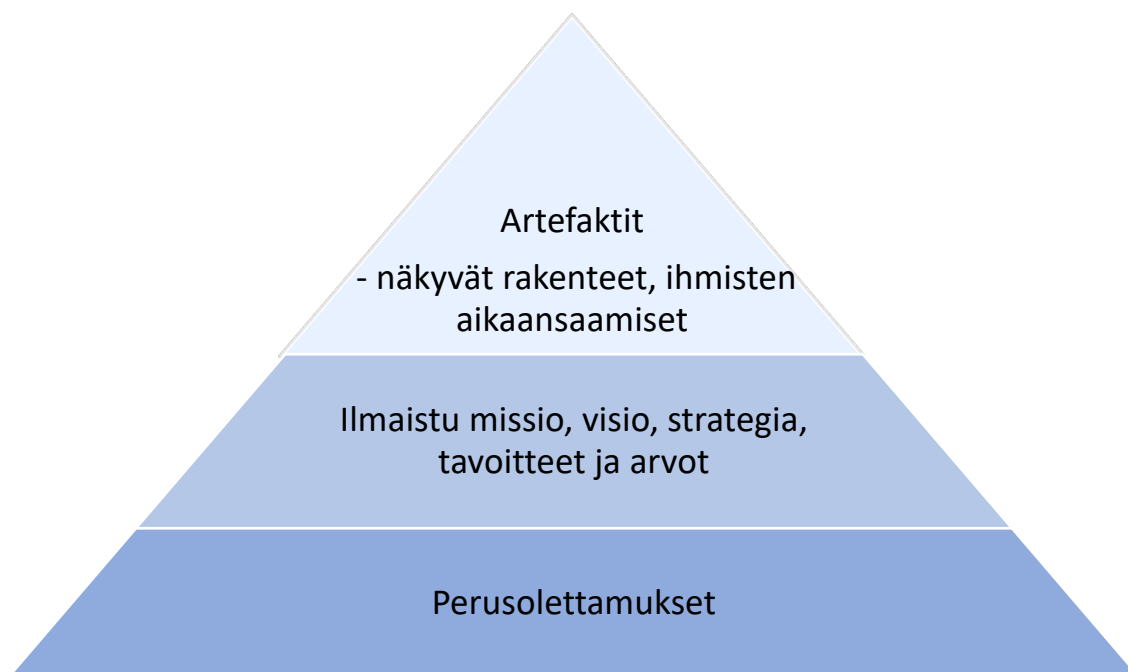 Artefaktit
- näkyvät rakenteet, ihmisten
aikaansaamiset
Ilmaistu missio, visio, strategia,
tavoitteet ja arvot
Perusolettamukset